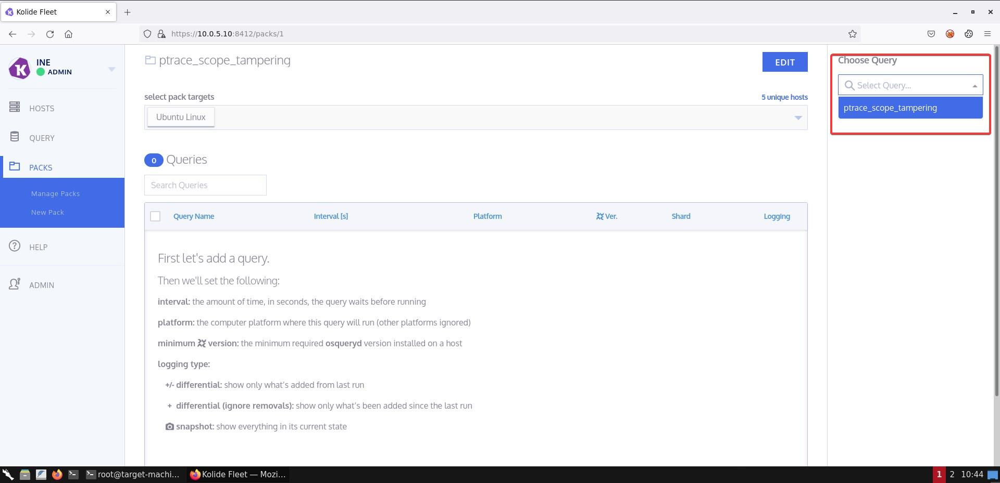 Kolide Fleet
https://10.0.5.10:8412/packs/1
INE
ADMIN
HOSTS
QUERY
PACKS
Manage Packs
New Pack
HELP
ADMIN
ptrace_scope_tampering
EDIT
select pack targets
5 unique hosts
Ubuntu Linux
0 Queries
Search Queries
Query Name Interval [s] Platform Ver. Shard Logging
First let's add a query.
Then we'll set the following:
interval: the amount of time, in seconds, the query waits before running
platform: the computer platform where this query will run (other platforms ignored)
minimum version: the minimum required osqueryd version installed on a host
logging type:
+/- differential: show only what's added from last run
+ differential (ignore removals): show only what's been added since the last run
snapshot: show everything in its current state
Choose Query
Select Query...
ptrace_scope_tampering
root@target-machi...
Kolide Fleet — Mozi...
1 2 10:44